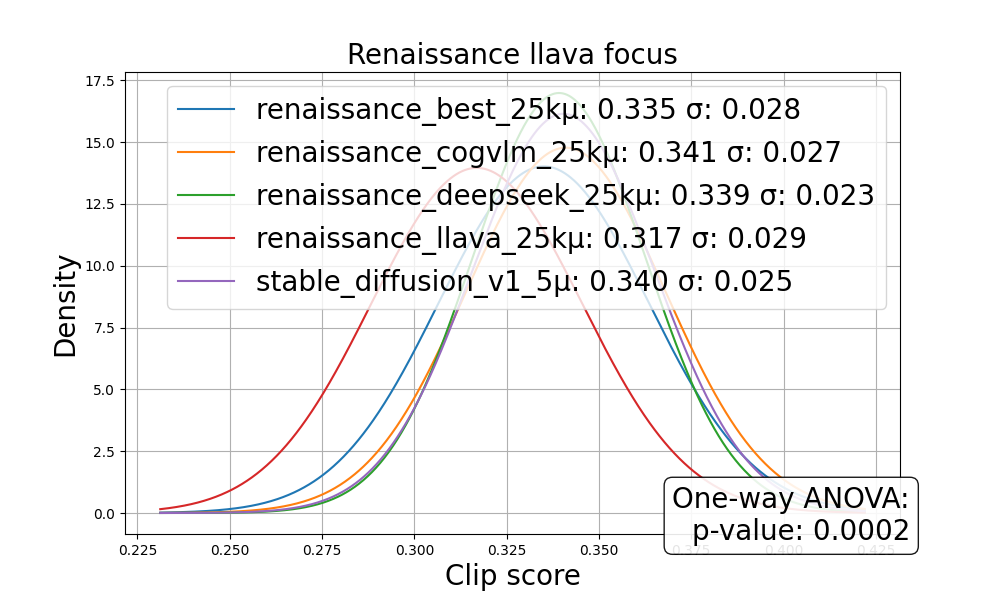 Renaissance llava focus
17.5
15.0
12.5
10.0
7.5
5.0
2.5
0.0
Density
renaissance_best_25kμ: 0.335 σ: 0.028
renaissance_cogvlm_25kμ: 0.341 σ: 0.027
renaissance_deepseek_25kμ: 0.339 σ: 0.023
renaissance_llava_25kμ: 0.317 σ: 0.029
stable_diffusion_v1_5μ: 0.340 σ: 0.025
One-way ANOVA:
p-value: 0.0002
0.225 0.250 0.275 0.300 0.325 0.350 0.375 0.400 0.425
Clip score